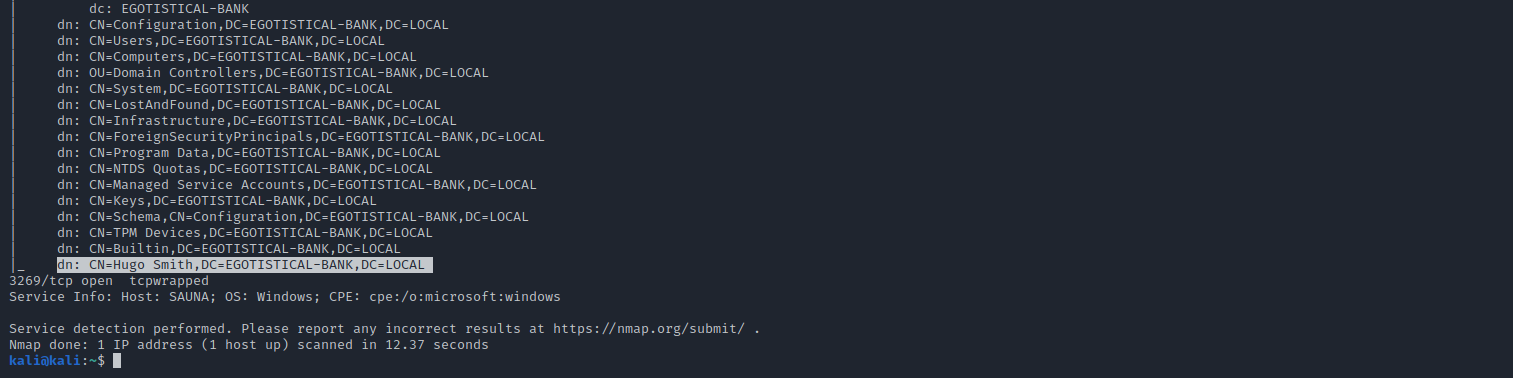 |         dc: EGOTISTICAL-BANK
|     dn: CN=Configuration,DC=EGOTISTICAL-BANK,DC=LOCAL
|     dn: CN=Users,DC=EGOTISTICAL-BANK,DC=LOCAL
|     dn: CN=Computers,DC=EGOTISTICAL-BANK,DC=LOCAL
|     dn: OU=Domain Controllers,DC=EGOTISTICAL-BANK,DC=LOCAL
|     dn: CN=System,DC=EGOTISTICAL-BANK,DC=LOCAL
|     dn: CN=LostAndFound,DC=EGOTISTICAL-BANK,DC=LOCAL
|     dn: CN=Infrastructure,DC=EGOTISTICAL-BANK,DC=LOCAL
|     dn: CN=ForeignSecurityPrincipals,DC=EGOTISTICAL-BANK,DC=LOCAL
|     dn: CN=Program Data,DC=EGOTISTICAL-BANK,DC=LOCAL
|     dn: CN=NTDS Quotas,DC=EGOTISTICAL-BANK,DC=LOCAL
|     dn: CN=Managed Service Accounts,DC=EGOTISTICAL-BANK,DC=LOCAL
|     dn: CN=Keys,DC=EGOTISTICAL-BANK,DC=LOCAL
|     dn: CN=Schema,CN=Configuration,DC=EGOTISTICAL-BANK,DC=LOCAL
|     dn: CN=TPM Devices,DC=EGOTISTICAL-BANK,DC=LOCAL
|     dn: CN=Builtin,DC=EGOTISTICAL-BANK,DC=LOCAL
|_    dn: CN=Hugo Smith,DC=EGOTISTICAL-BANK,DC=LOCAL
3269/tcp open  tcpwrapped
Service Info: Host: SAUNA; OS: Windows; CPE: cpe:/o:microsoft:windows

Service detection performed. Please report any incorrect results at https://nmap.org/submit/ .
Nmap done: 1 IP address (1 host up) scanned in 12.37 seconds
kali@kali:~$